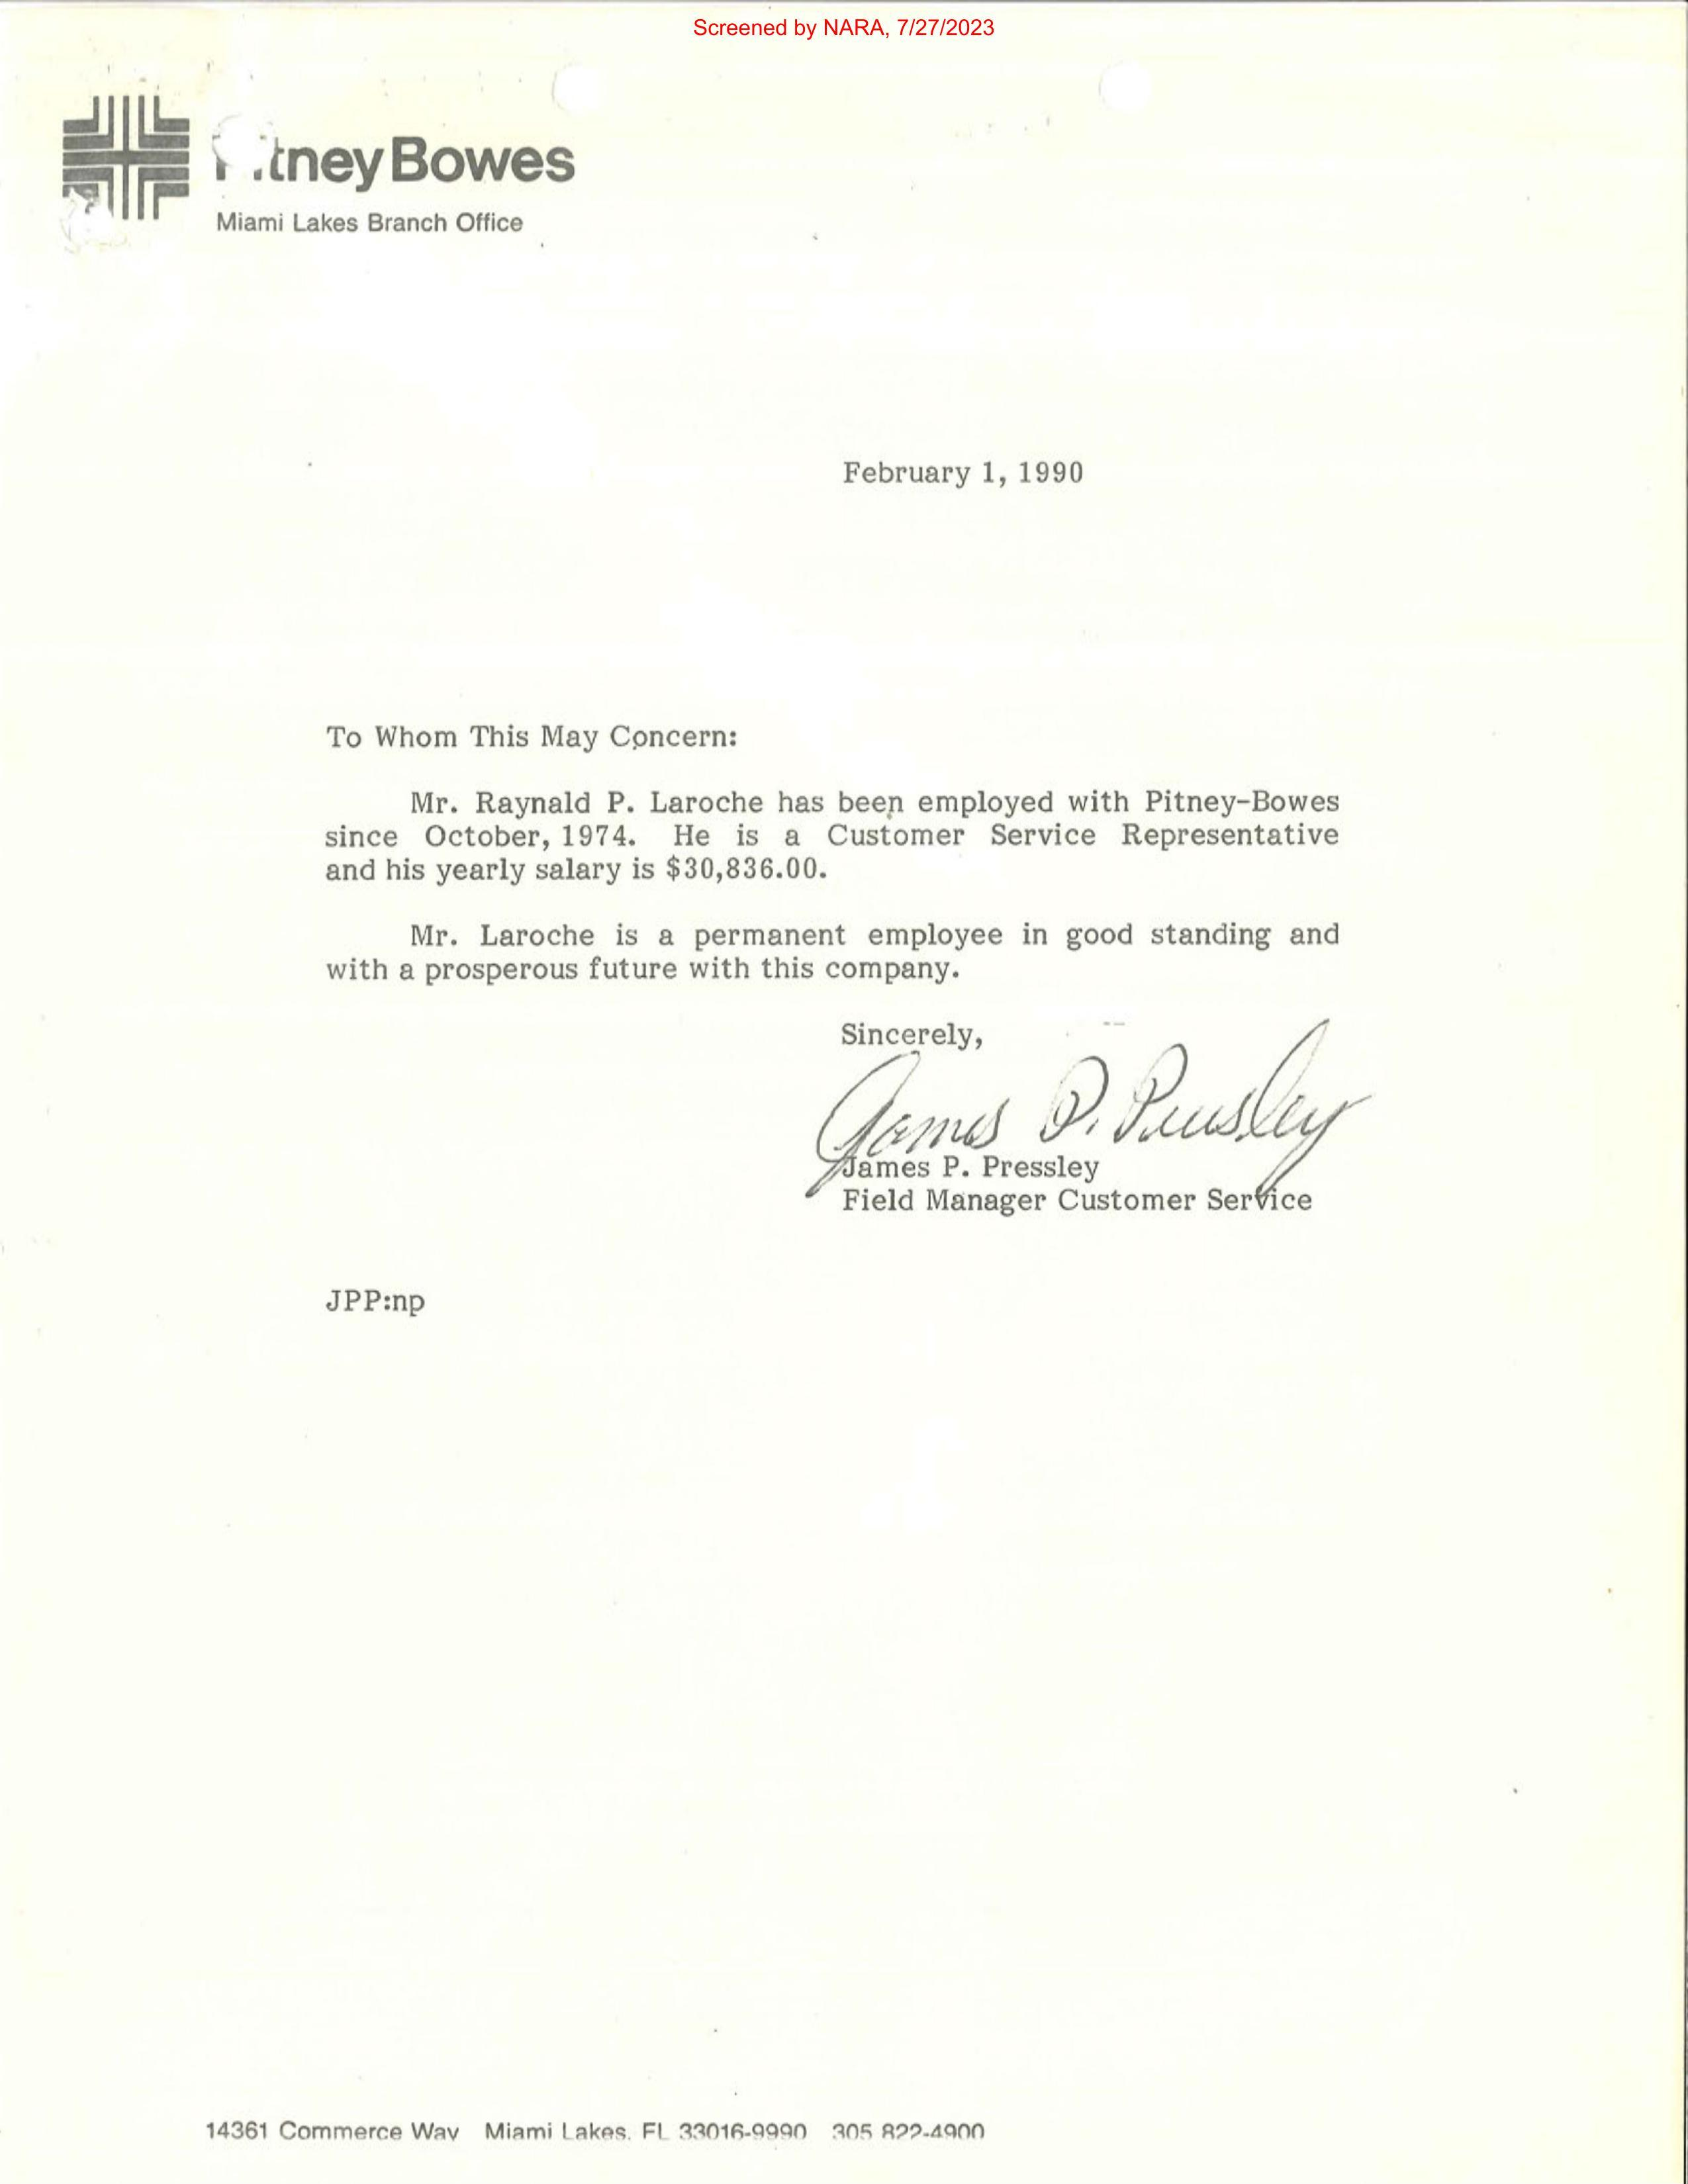 Screened by NARA, 7/27/2023
Pitney Bowes
Miami Lakes Branch Office
February 1, 1990
To Whom This May Concern:
Mr. Raynald P. Laroche has been employed with Pitney-Bowes
since October, 1974. He is a Customer Service Representative
and his yearly salary is $30,836.00.
Mr. Laroche is a permanent employee in good standing and
with a prosperous future with this company.
Sincerely,
James P. Pressley
James P. Pressley
Field Manager Customer Service
JPP:np
14361 Commerce Way Miami Lakes, FL 33016-9990 305 822-4900